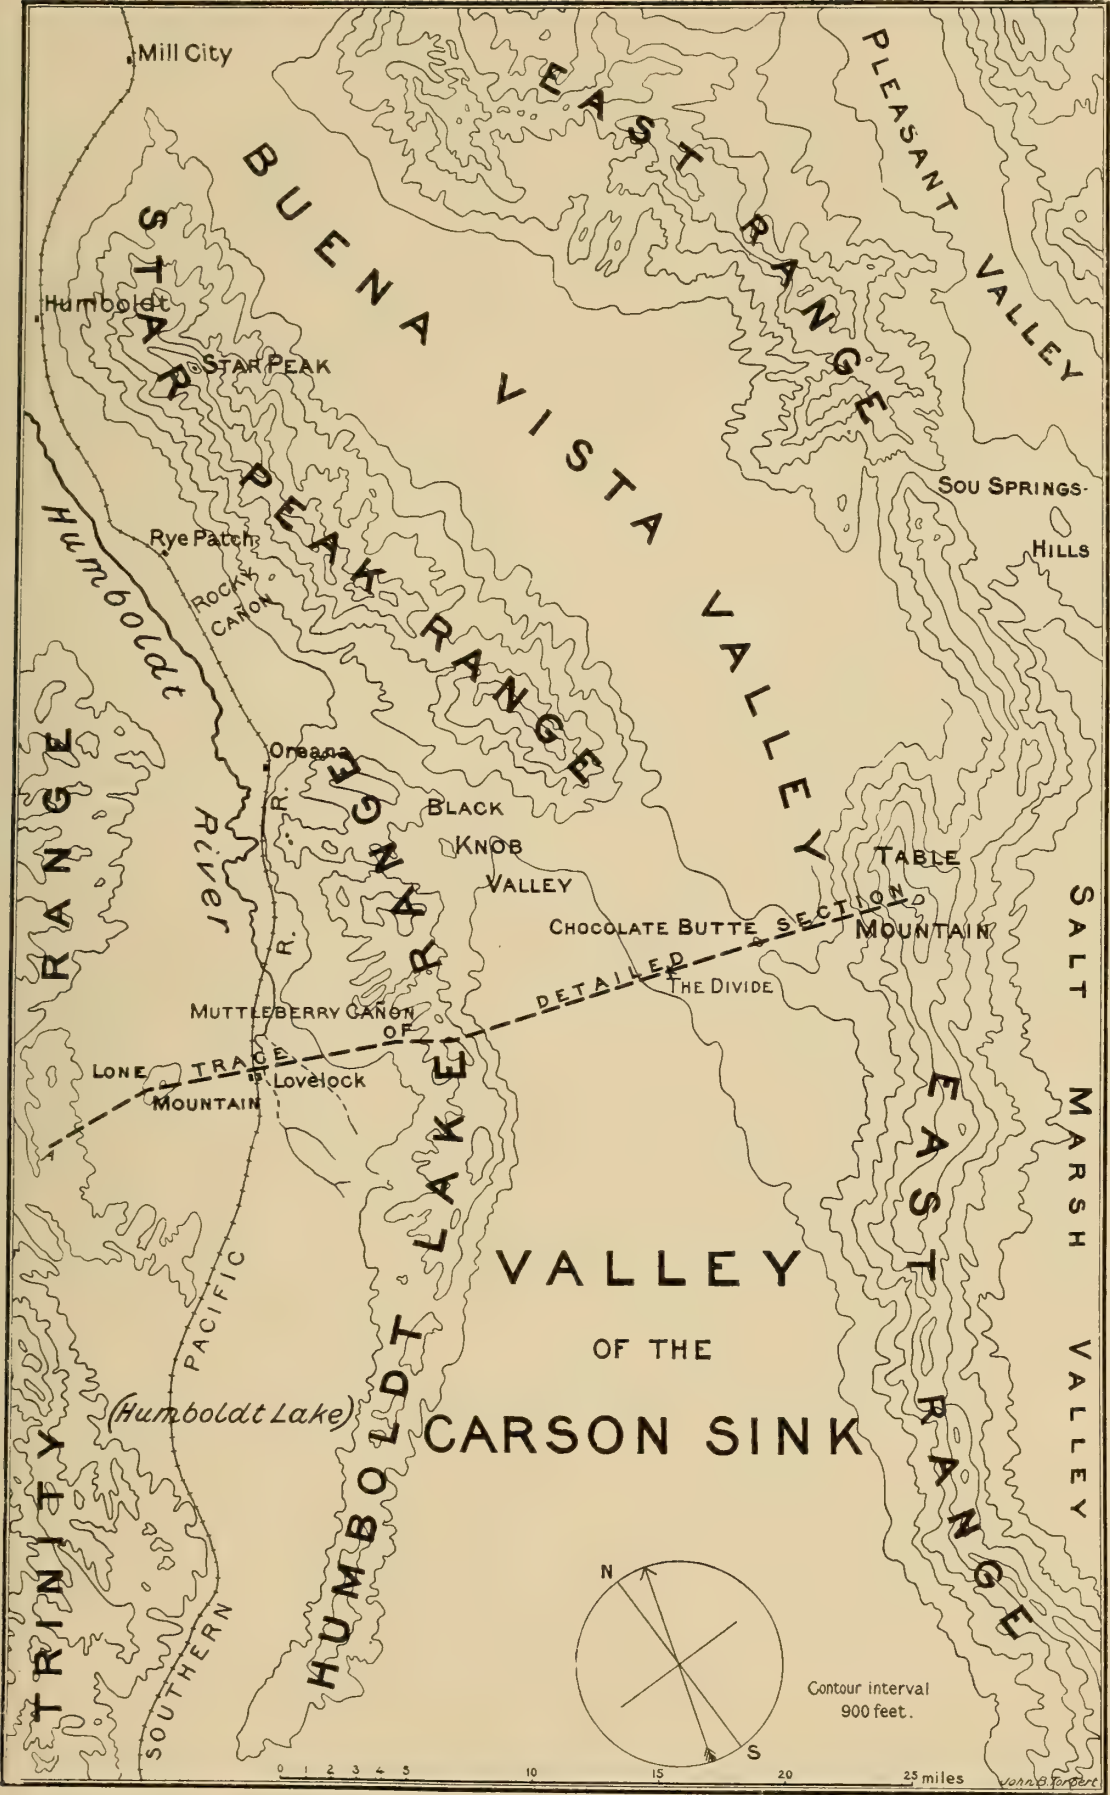 Mill City
EAST RANGE
PLEASANT VALLEY
BUENA VISTA VALLEY
STAR PEAK RANGE
Humboldt
STAR PEAK
SOU SPRINGS-
HILLS
Humboldt River
Rye Patch
ROCKY
CAÑON
Oreana
R. R.
BLACK
KNOB
VALLEY
TABLE
MOUNTAIN
CHOCOLATE BUTTE
THE DIVIDE
TRACE OF DETAILED SECTION
MUTTLEBERRY CAÑON
LONE
MOUNTAIN
Lovelock
TRINITY RANGE
HUMBOLDT LAKE RANGE
SALT MARSH VALLEY
EAST RANGE
VALLEY
OF THE
CARSON SINK
(Humboldt Lake)
SOUTHERN PACIFIC
N
S
Contour interval
900 feet.
0 1 2 3 4 5 10 15 20 25 miles
John B. Torbert